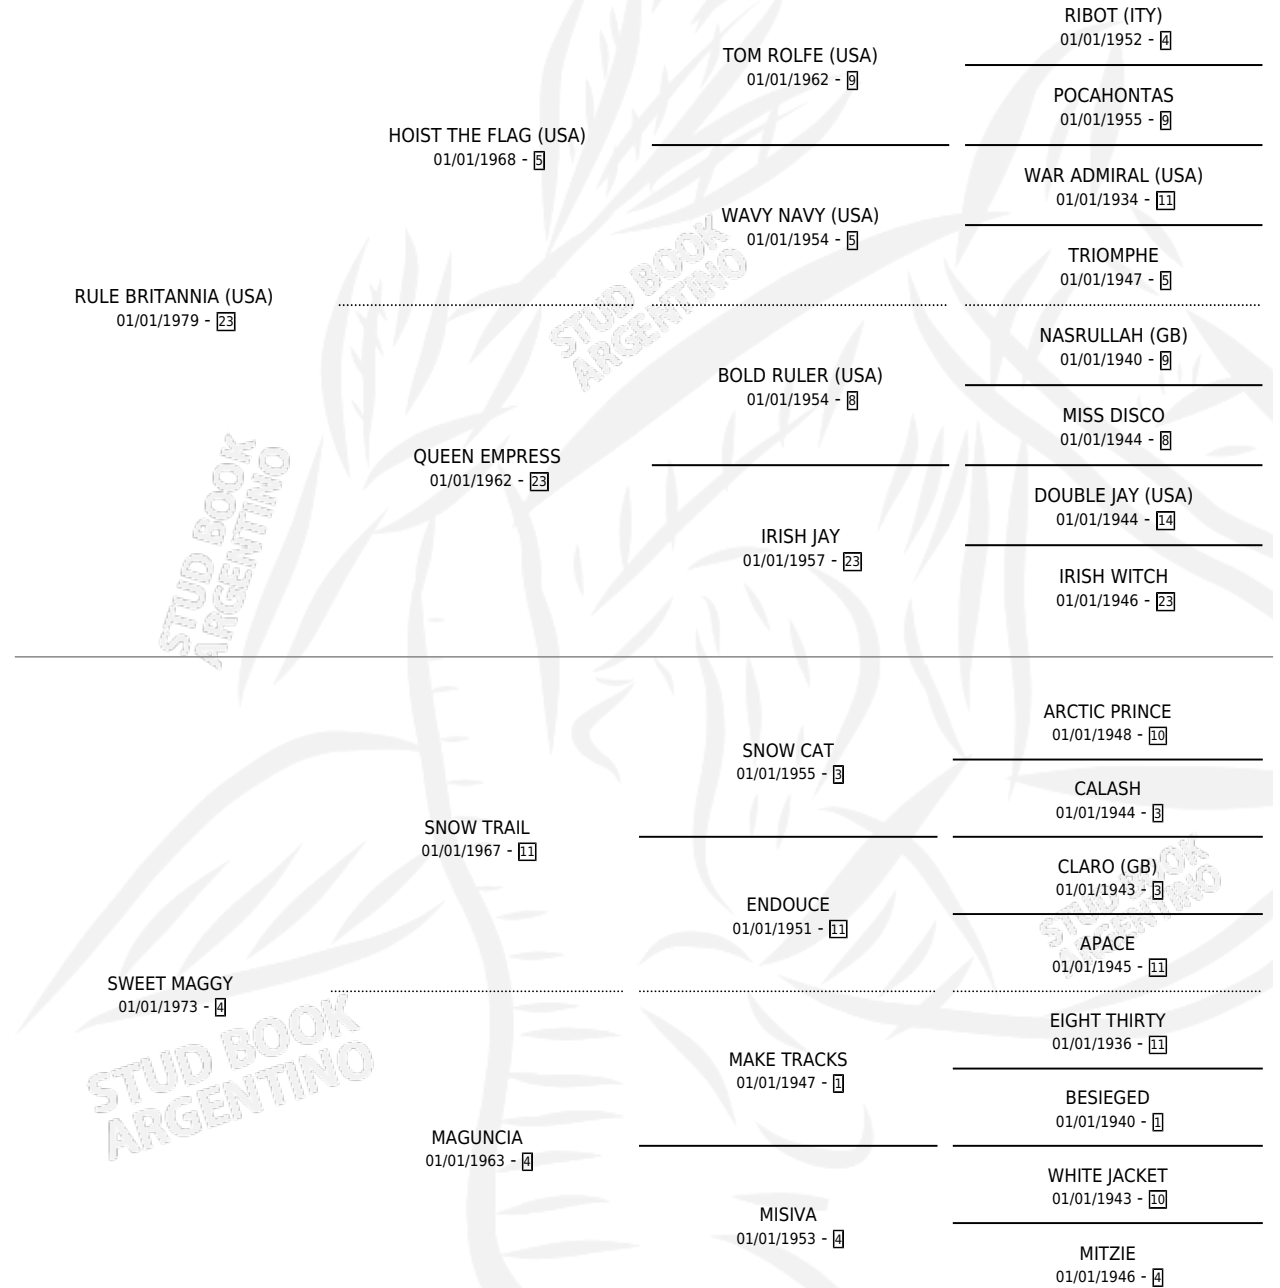 RIBOT (ITY)
01/01/1952 - 4
TOM ROLFE (USA)
01/01/1962 - 9
POCAHONTAS
01/01/1955 - 9
HOIST THE FLAG (USA)
01/01/1968 - 5
WAR ADMIRAL (USA)
01/01/1934 - 11
WAVY NAVY (USA)
01/01/1954 - 5
TRIOMPHE
01/01/1947 - 5
RULE BRITANNIA (USA)
01/01/1979 - 23
NASRULLAH (GB)
01/01/1940 - 9
BOLD RULER (USA)
01/01/1954 - 8
MISS DISCO
01/01/1944 - 8
QUEEN EMPRESS
01/01/1962 - 23
DOUBLE JAY (USA)
01/01/1944 - 14
IRISH JAY
01/01/1957 - 23
IRISH WITCH
01/01/1946 - 23
STUD BOOK
ARGENTINO
STUD BOOK
ARGENTINO
ARCTIC PRINCE
01/01/1948 - 10
SNOW CAT
01/01/1955 - 3
CALASH
01/01/1944 - 3
SNOW TRAIL
01/01/1967 - 11
CLARO (GB)
01/01/1943 - 3
ENDOUCE
01/01/1951 - 11
APACE
01/01/1945 - 11
SWEET MAGGY
01/01/1973 - 4
EIGHT THIRTY
01/01/1936 - 11
MAKE TRACKS
01/01/1947 - 1
BESIEGED
01/01/1940 - 1
MAGUNCIA
01/01/1963 - 4
WHITE JACKET
01/01/1943 - 10
MISIVA
01/01/1953 - 4
MITZIE
01/01/1946 - 4
STUD BOOK
ARGENTINO
STUD BOOK
ARGENTINO